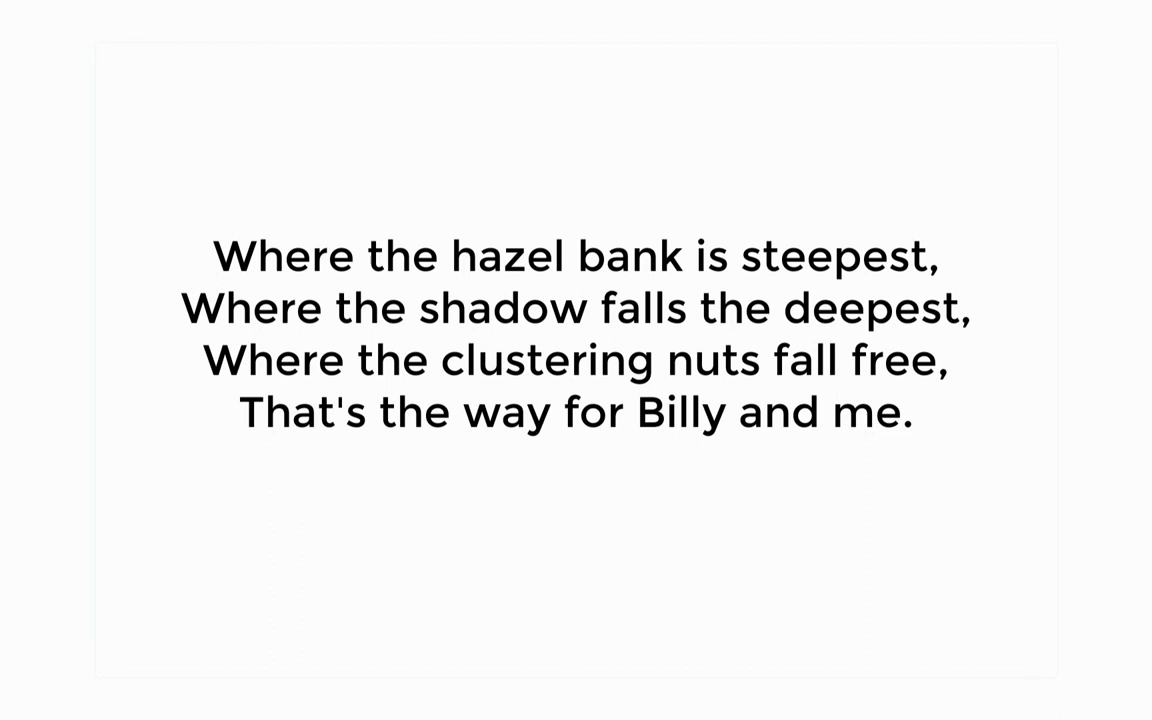 Where the hazel bank is steepest,
Where the shadow falls the deepest,
Where the clustering nuts fall free,
That's the way for Billy and me.